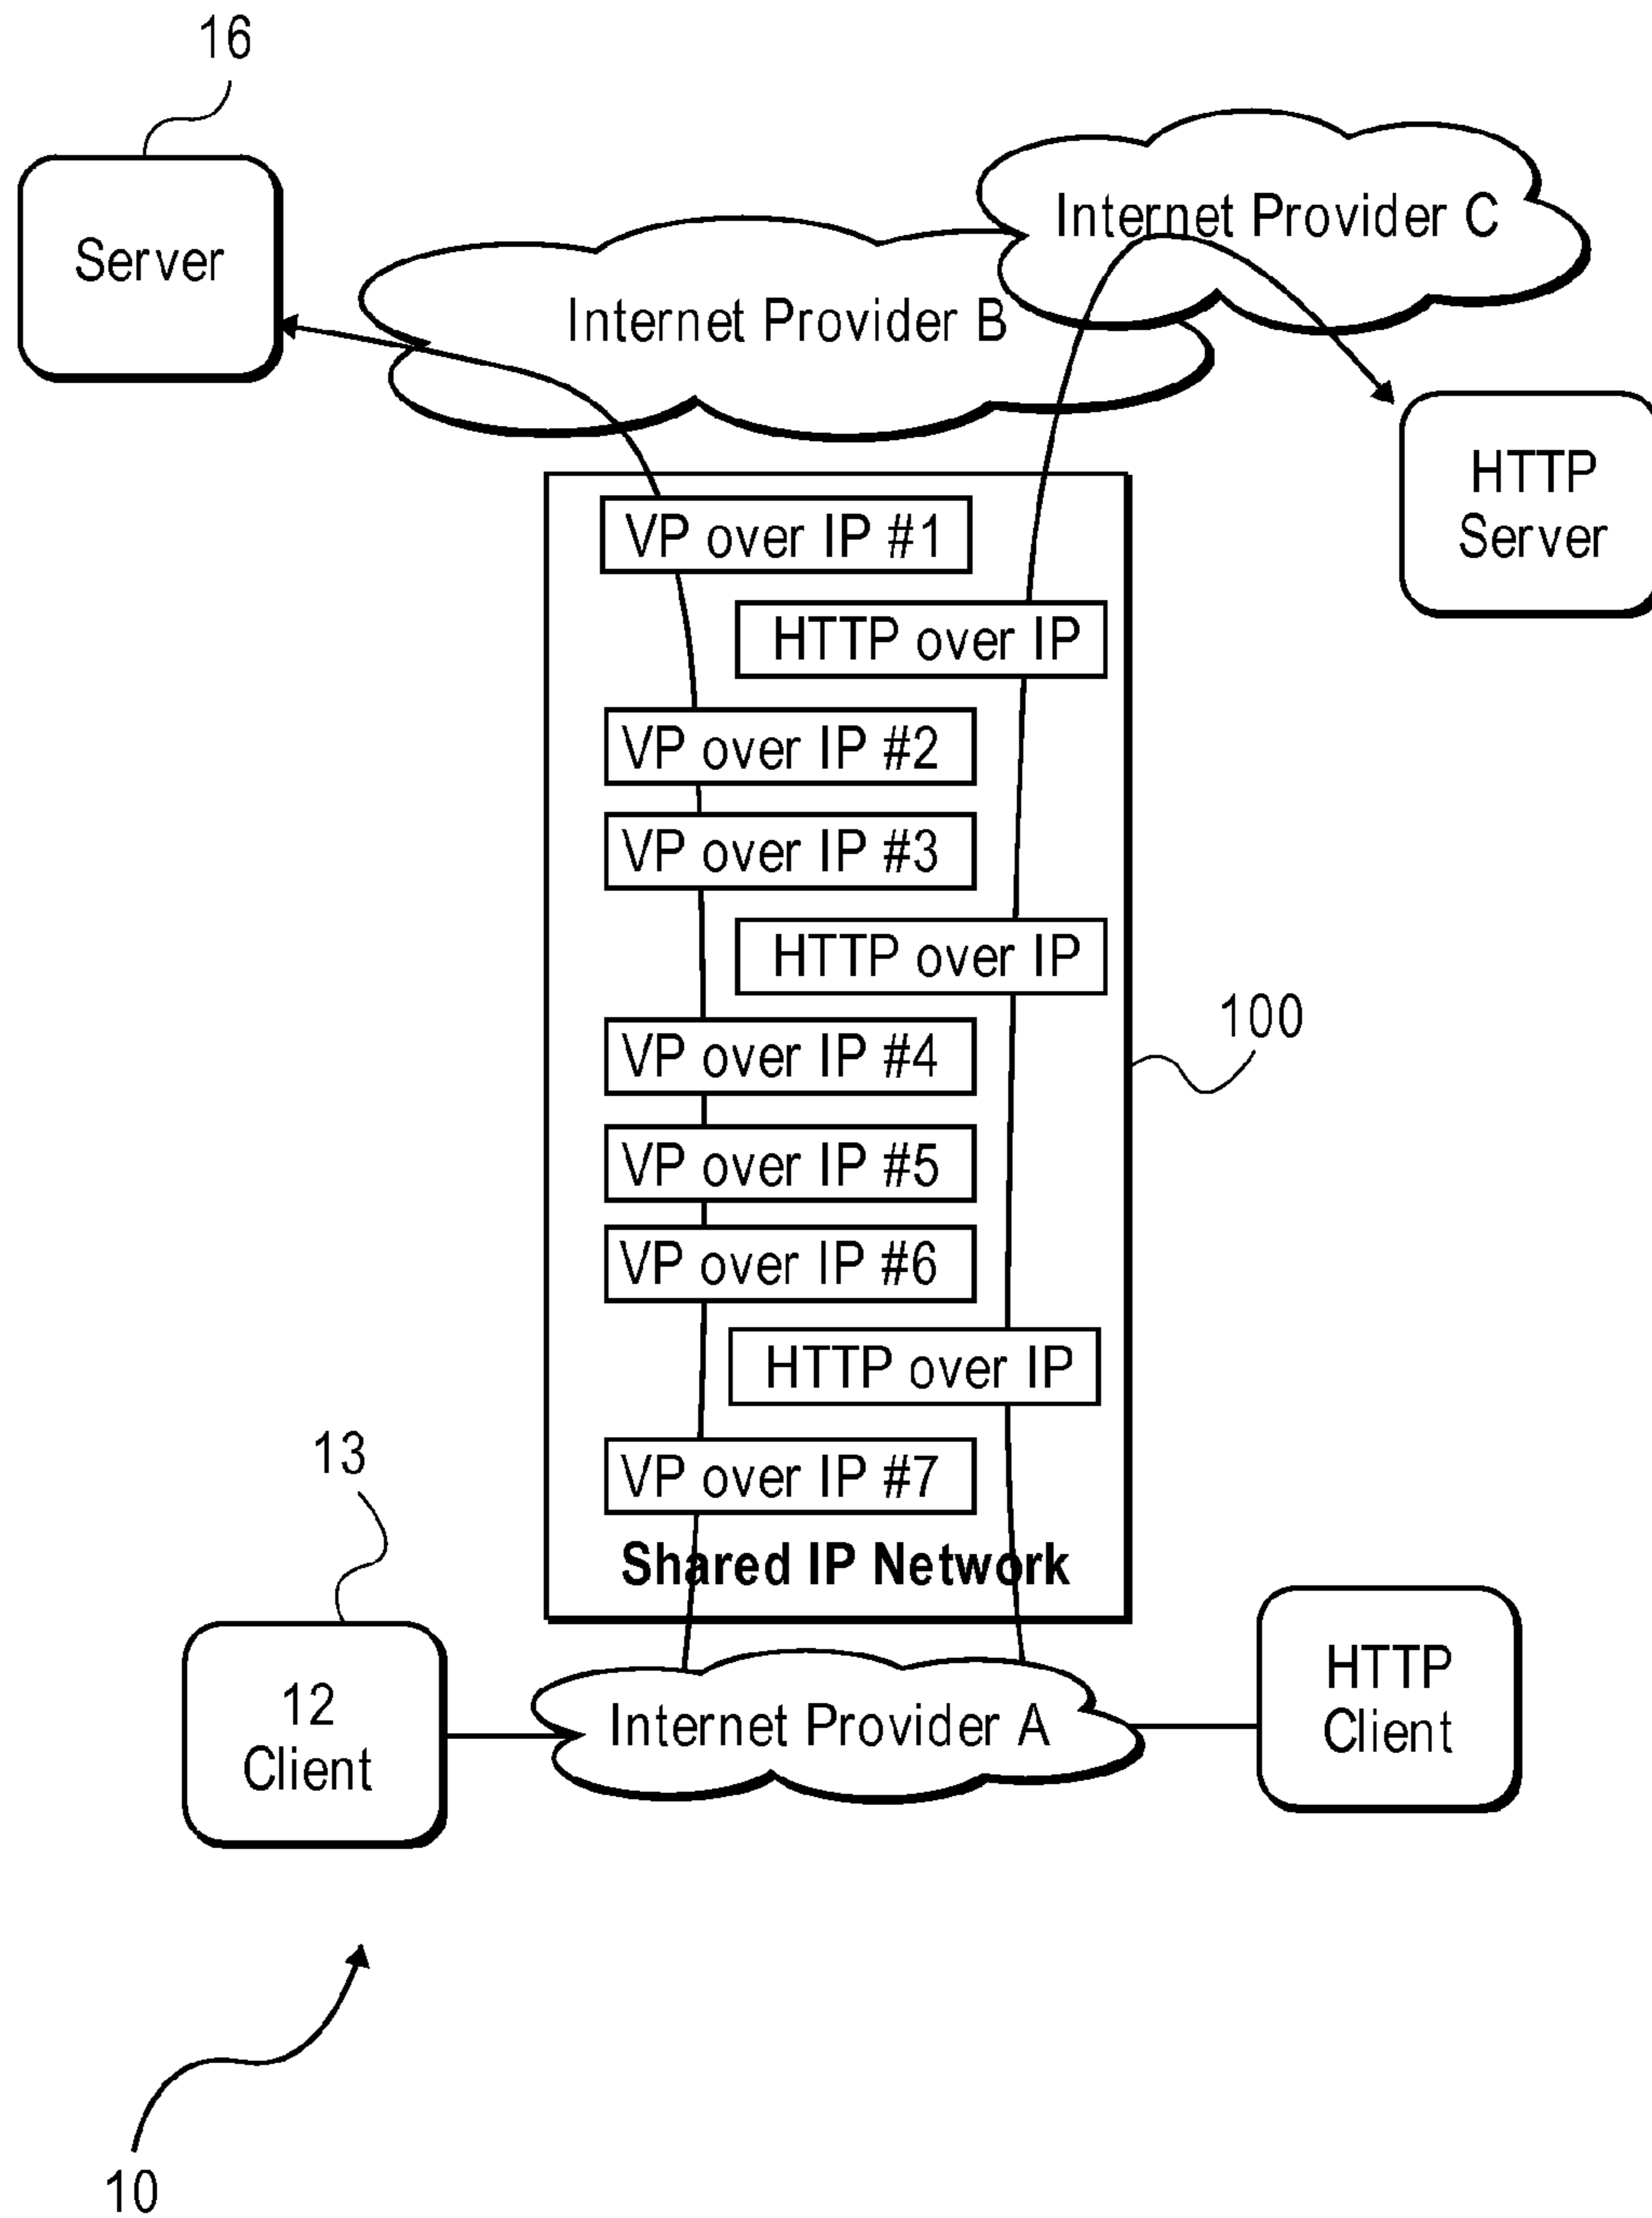 16
Server
Internet Provider C
Internet Provider B
HTTP
Server
VP over IP #1
HTTP over IP
VP over IP #2
VP over IP #3
HTTP over IP
100
VP over IP #4
VP over IP #5
VP over IP #6
HTTP over IP
13
VP over IP #7
Shared IP Network
12
Client
Internet Provider A
HTTP
Client
10